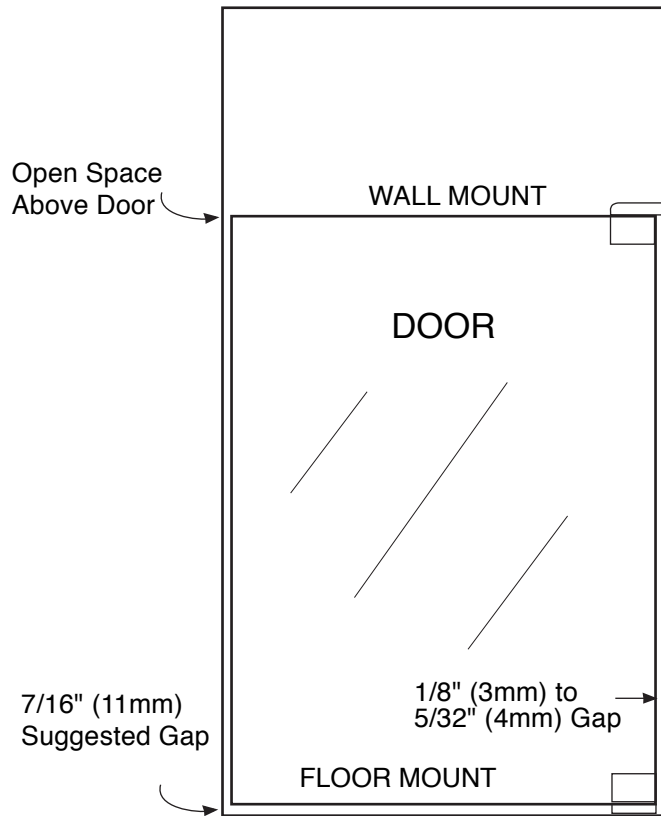 Open Space
Above Door
WALL MOUNT
DOOR
7/16" (11mm)
Suggested Gap
1/8" (3mm) to
5/32" (4mm) Gap
FLOOR MOUNT